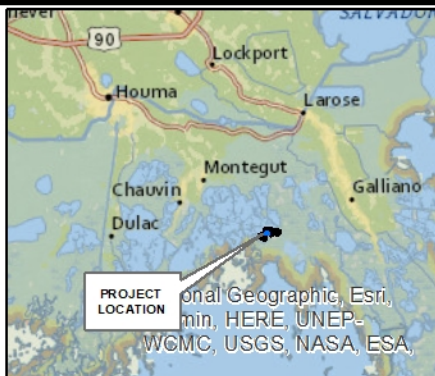 SALVADOR
90
Lockport
Houma
Larose
Montegut
Chauvin
Galliano
Dulac
PROJECT
LOCATION
onal Geographic, Esri,
min, HERE, UNEP-
WCMC, USGS, NASA, ESA,